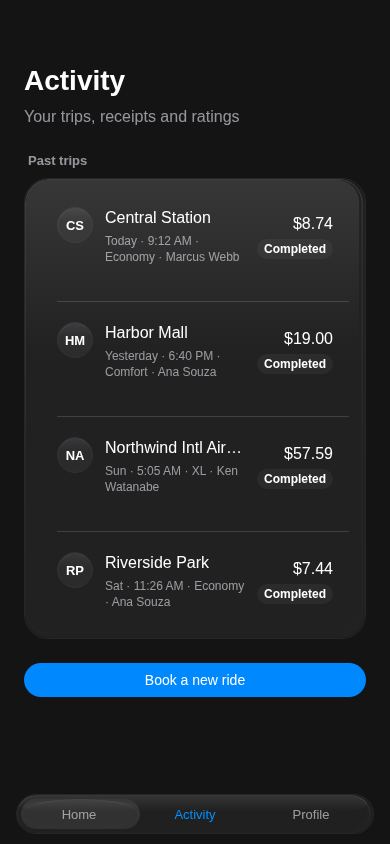 Activity
Your trips, receipts and ratings
Past trips
CS
Central Station
Today · 9:12 AM ·
Economy · Marcus Webb
$8.74
Completed
HM
Harbor Mall
Yesterday · 6:40 PM ·
Comfort · Ana Souza
$19.00
Completed
NA
Northwind Intl Air…
Sun · 5:05 AM · XL · Ken
Watanabe
$57.59
Completed
RP
Riverside Park
Sat · 11:26 AM · Economy
· Ana Souza
$7.44
Completed
Book a new ride
Home
Activity
Profile